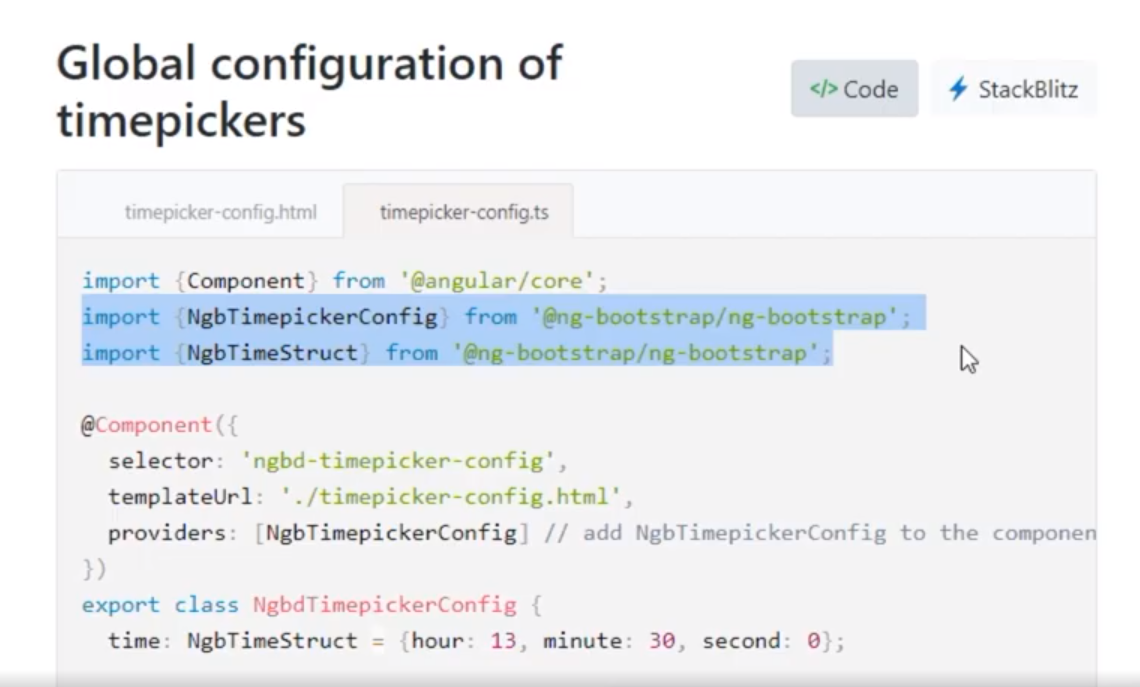 Global configuration of
timepickers
</> Code
StackBlitz
timepicker-config.html
timepicker-config.ts
import {Component} from '@angular/core';
import {NgbTimepickerConfig} from '@ng-bootstrap/ng-bootstrap';
import {NgbTimeStruct} from '@ng-bootstrap/ng-bootstrap';
@Component({
selector: 'ngbd-timepicker-config',
templateUrl: './timepicker-config.html',
providers: [NgbTimepickerConfig] // add NgbTimepickerConfig to the componen
})
export class NgbdTimepickerConfig {
time: NgbTimeStruct = {hour: 13, minute: 30, second: 0};